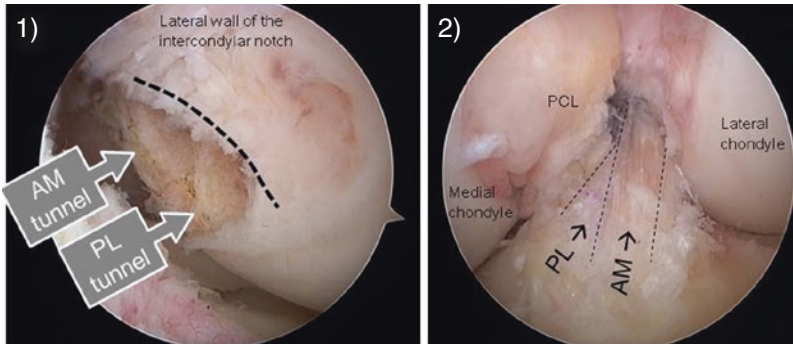 1)
Lateral wall of the
intercondylar notch
AM
tunnel
PL
tunnel
2)
PCL
Lateral
chondyle
Medial
chondyle
PL
AM